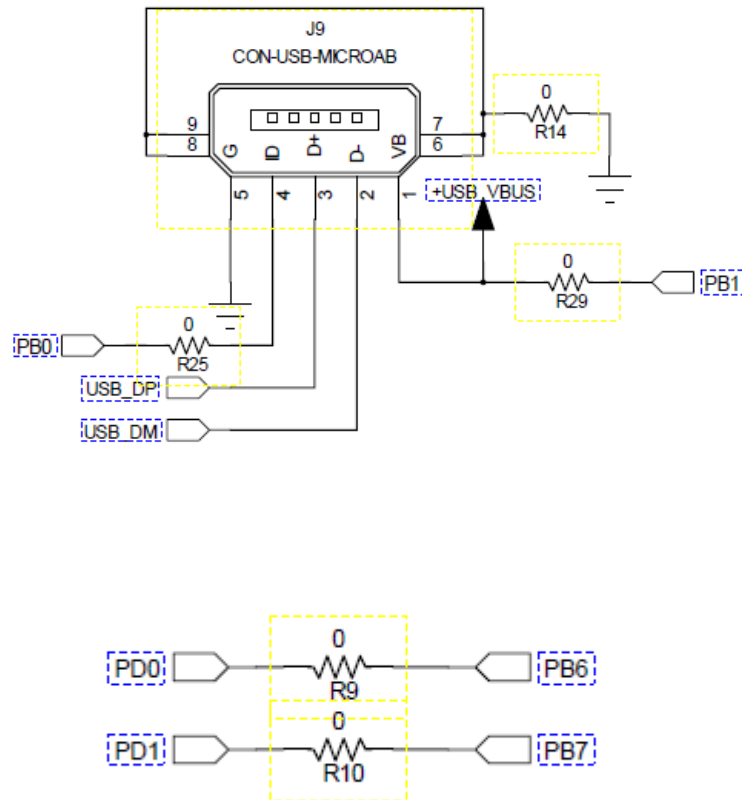 J9
CON-USB-MICROAB
0
R14
9
8
7
6
G
ID
D+
D-
VB
5
4
3
2
1
+USB_VBUS
0
R29
PB1
PB0
0
R25
USB_DP
USB_DM
PD0
0
R9
PB6
PD1
0
R10
PB7